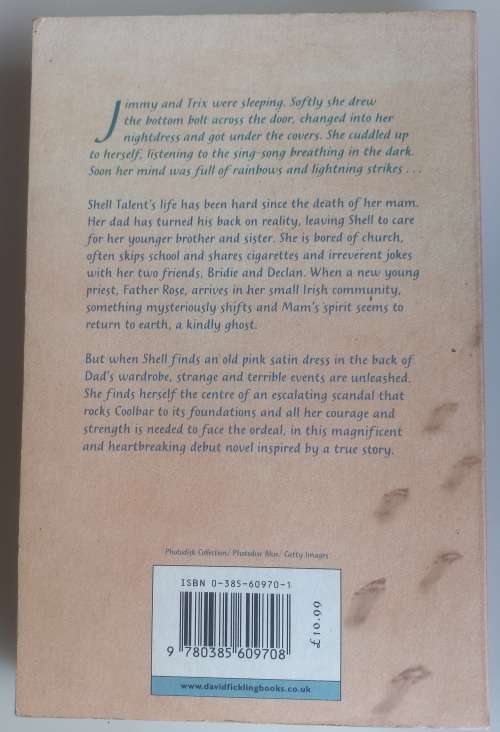 Jimmy and Trix were sleeping. Softly she drew
the bottom bolt across the door, changed into her
nightdress and got under the covers. She cuddled up
to herself, listening to the sing-song breathing in the dark.
Soon her mind was full of rainbows and lightning strikes . . .
Shell Talent's life has been hard since the death of her mam.
Her dad has turned his back on reality, leaving Shell to care
for her younger brother and sister. She is bored of church,
often skips school and shares cigarettes and irreverent jokes
with her two friends, Bridie and Declan. When a new young
priest, Father Rose, arrives in her small Irish community,
something mysteriously shifts and Mam's spirit seems to
return to earth, a kindly ghost.
But when Shell finds an old pink satin dress in the back of
Dad's wardrobe, strange and terrible events are unleashed.
She finds herself the centre of an escalating scandal that
rocks Coolbar to its foundations and all her courage and
strength is needed to face the ordeal, in this magnificent
and heartbreaking debut novel inspired by a true story.
Photodisk Collection/ Photodisc Blue/ Getty Images
ISBN 0-385-60970-1
£10.99
9 780385 609708
www.davidficklingbooks.co.uk